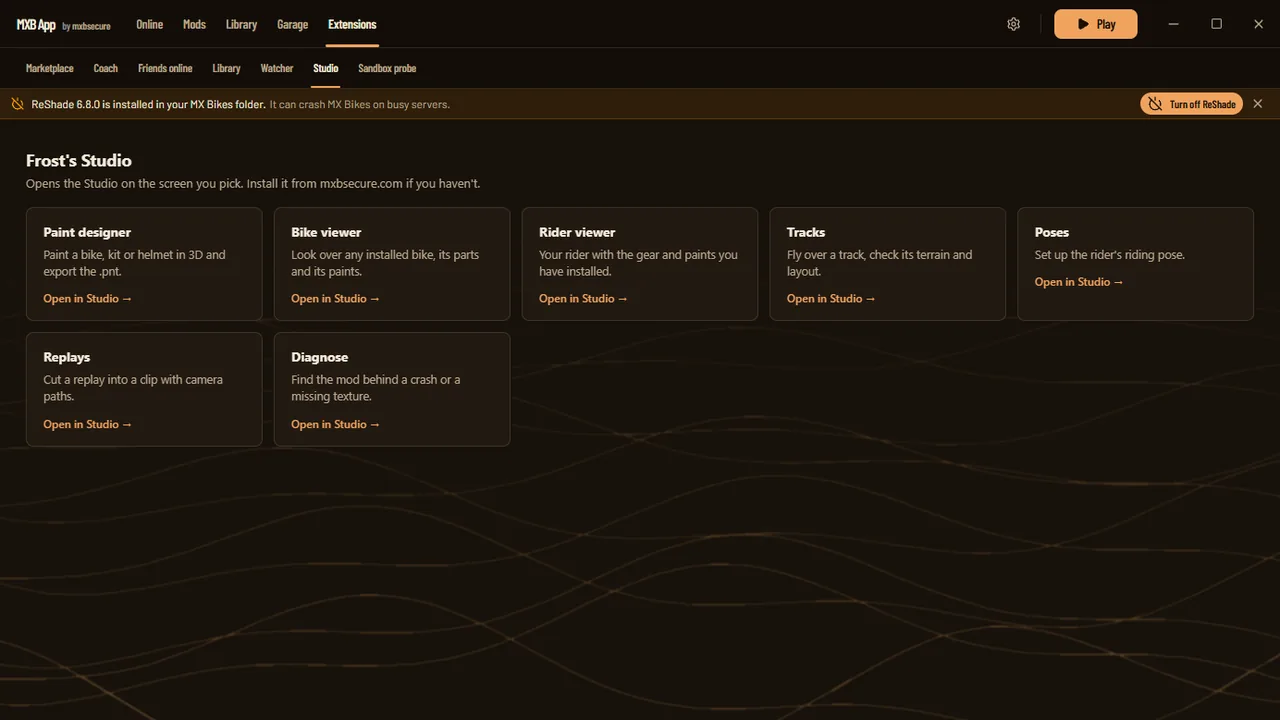 MXB App by mxbsecure Online Mods Library Garage Extensions Play
Marketplace Coach Friends online Library Watcher Studio Sandbox probe
ReShade 6.8.0 is installed in your MX Bikes folder. It can crash MX Bikes on busy servers. Turn off ReShade
Frost's Studio
Opens the Studio on the screen you pick. Install it from mxbsecure.com if you haven't.
Paint designer
Paint a bike, kit or helmet in 3D and
export the .pnt.
Open in Studio →
Bike viewer
Look over any installed bike, its parts
and its paints.
Open in Studio →
Rider viewer
Your rider with the gear and paints you
have installed.
Open in Studio →
Tracks
Fly over a track, check its terrain and
layout.
Open in Studio →
Poses
Set up the rider's riding pose.
Open in Studio →
Replays
Cut a replay into a clip with camera
paths.
Open in Studio →
Diagnose
Find the mod behind a crash or a
missing texture.
Open in Studio →